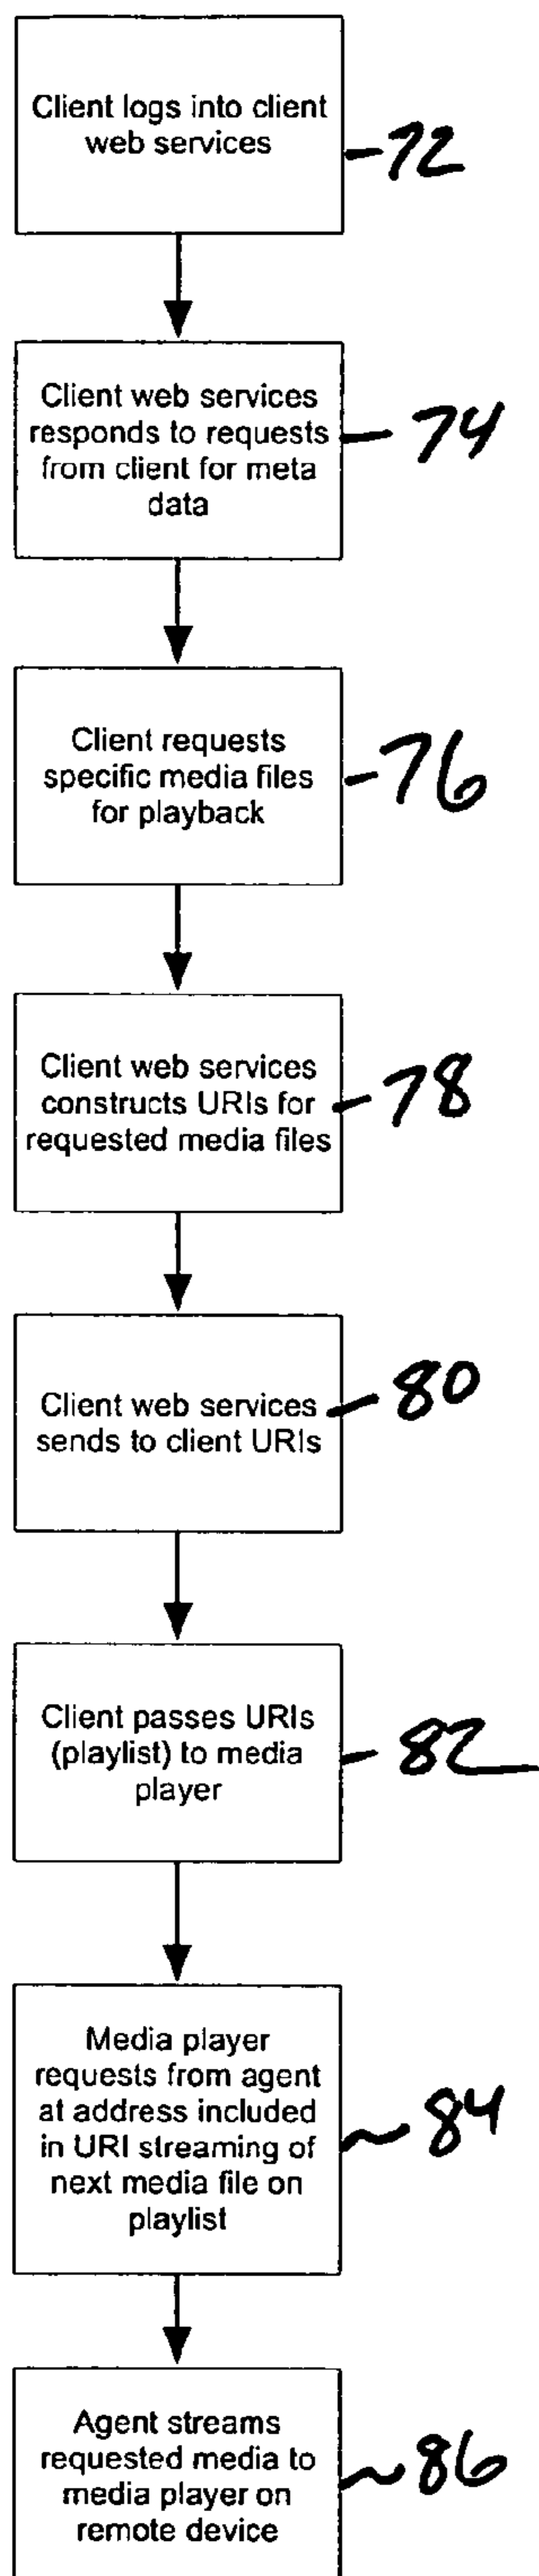 Client logs into client
web services
72
Client web services
responds to requests
from client for meta
data
74
Client requests
specific media files
for playback
76
Client web services
constructs URIs for
requested media files
78
Client web services
sends to client URIs
80
Client passes URIs
(playlist) to media
player
82
Media player
requests from agent
at address included
in URI streaming of
next media file on
playlist
84
Agent streams
requested media to
media player on
remote device
86